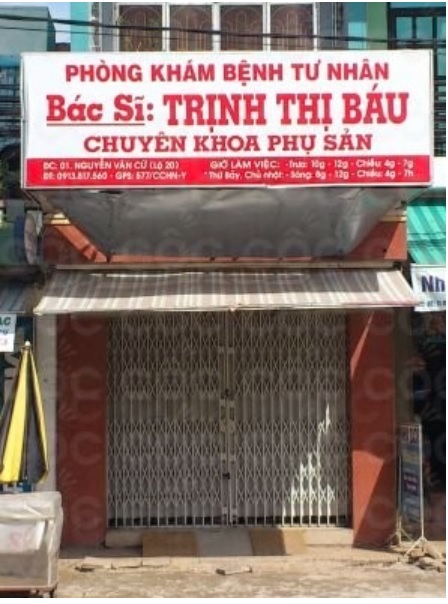 PHÒNG KHÁM BỆNH TƯ NHÂN
Bác Sĩ: TRỊNH THỊ BÁU
CHUYÊN KHOA PHỤ SẢN
ĐC: 01. NGUYỄN VĂN CỪ (Lô 20)
ĐT: 0913.817.560 - GPS: 577/CCHN-Y
GIỜ LÀM VIỆC: -Trưa: 10g - 12g - Chiều: 4g - 7g
* Thứ Bảy, Chủ nhật: - Sáng: 8g - 12g - Chiều: 4g - 7h
Nh